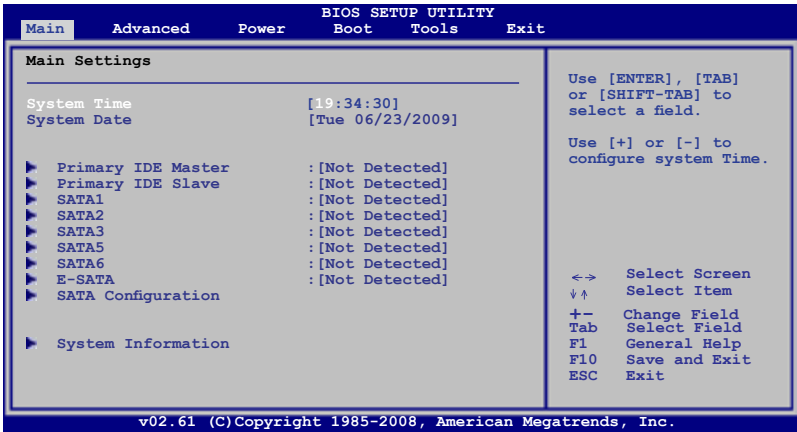 BIOS SETUP UTILITY
Main Advanced Power Boot Tools Exit
Main Settings
System Time [19:34:30]
System Date [Tue 06/23/2009]
Primary IDE Master :[Not Detected]
Primary IDE Slave :[Not Detected]
SATA1 :[Not Detected]
SATA2 :[Not Detected]
SATA3 :[Not Detected]
SATA5 :[Not Detected]
SATA6 :[Not Detected]
E-SATA :[Not Detected]
SATA Configuration
System Information
Use [ENTER], [TAB]
or [SHIFT-TAB] to
select a field.
Use [+] or [-] to
configure system Time.
←→ Select Screen
↓↑ Select Item
+- Change Field
Tab Select Field
F1 General Help
F10 Save and Exit
ESC Exit
v02.61 (C)Copyright 1985-2008, American Megatrends, Inc.